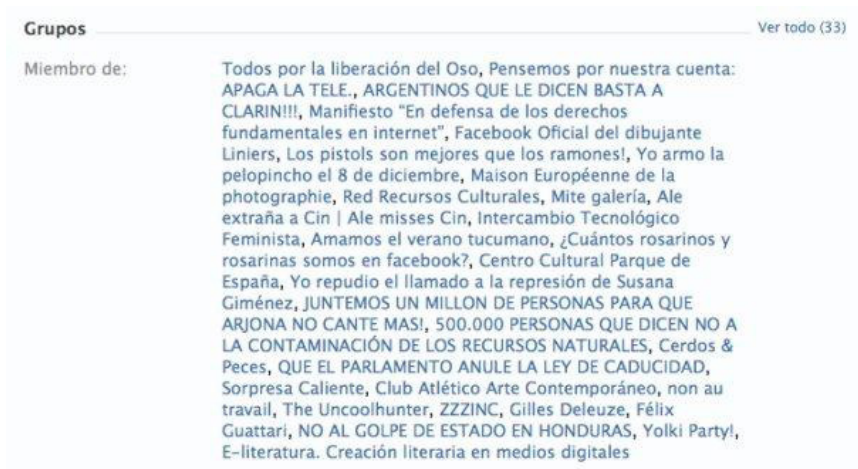 Grupos
Ver todo (33)
Miembro de:
Todos por la liberación del Oso, Pensemos por nuestra cuenta:
APAGA LA TELE., ARGENTINOS QUE LE DICEN BASTA A
CLARIN!!!, Manifiesto “En defensa de los derechos
fundamentales en internet”, Facebook Oficial del dibujante
Liniers, Los pistols son mejores que los ramones!, Yo armo la
pelopincho el 8 de diciembre, Maison Européenne de la
photographie, Red Recursos Culturales, Mite galería, Ale
extraña a Cin | Ale misses Cin, Intercambio Tecnológico
Feminista, Amamos el verano tucumano, ¿Cuántos rosarinos y
rosarinas somos en facebook?, Centro Cultural Parque de
España, Yo repudio el llamado a la represión de Susana
Giménez, JUNTEMOS UN MILLON DE PERSONAS PARA QUE
ARJONA NO CANTE MAS!, 500.000 PERSONAS QUE DICEN NO A
LA CONTAMINACIÓN DE LOS RECURSOS NATURALES, Cerdos &
Peces, QUE EL PARLAMENTO ANULE LA LEY DE CADUCIDAD,
Sorpresa Caliente, Club Atlético Arte Contemporáneo, non au
travail, The Uncoolhunter, ZZZINC, Gilles Deleuze, Félix
Guattari, NO AL GOLPE DE ESTADO EN HONDURAS, Yolki Party!,
E-literatura. Creación literaria en medios digitales